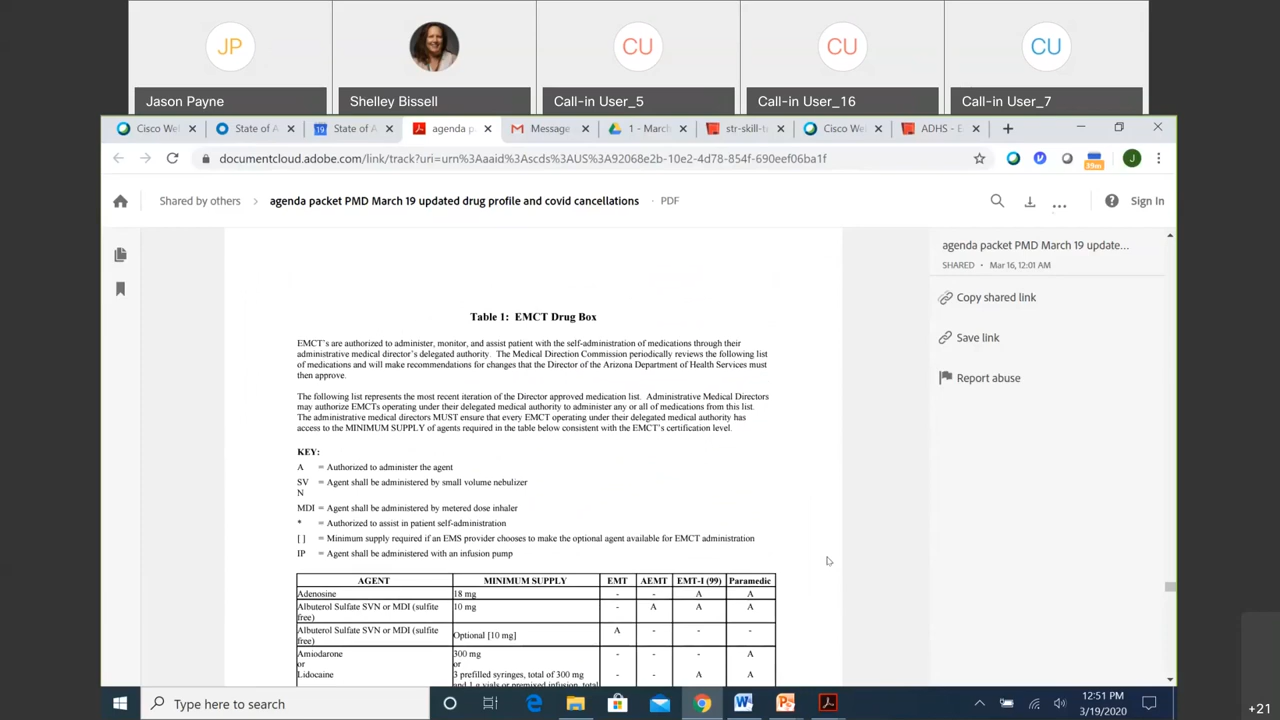 JP
CU
CU
CU
Jason Payne
Shelley Bissell
Call-in User_5
Call-in User_16
Call-in User_7
Cisco Wel
State of A
State of A
agenda p
Message
1 - March
str-skill-t
Cisco Wel
ADHS - E
documentcloud.adobe.com/link/track?uri=urn%3Aaaid%3Ascds%3AUS%3A92068e2b-10e2-4d78-854f-690eef06ba1f
39m
J
Shared by others > agenda packet PMD March 19 updated drug profile and covid cancellations · PDF
Sign In
agenda packet PMD March 19 update...
SHARED • Mar 16, 12:01 AM
Copy shared link
Save link
Report abuse
Table 1: EMCT Drug Box
EMCT's are authorized to administer, monitor, and assist patient with the self-administration of medications through their
administrative medical director's delegated authority. The Medical Direction Commission periodically reviews the following list
of medications and will make recommendations for changes that the Director of the Arizona Department of Health Services must
then approve.
The following list represents the most recent iteration of the Director approved medication list. Administrative Medical Directors
may authorize EMCTs operating under their delegated medical authority to administer any or all of medications from this list.
The administrative medical directors MUST ensure that every EMCT operating under their delegated medical authority has
access to the MINIMUM SUPPLY of agents required in the table below consistent with the EMCT's certification level.
KEY:
A = Authorized to administer the agent
SV = Agent shall be administered by small volume nebulizer
N
MDI = Agent shall be administered by metered dose inhaler
* = Authorized to assist in patient self-administration
[ ] = Minimum supply required if an EMS provider chooses to make the optional agent available for EMCT administration
IP = Agent shall be administered with an infusion pump
AGENT MINIMUM SUPPLY EMT AEMT EMT-I (99) Paramedic
Adenosine 18 mg - - A A
Albuterol Sulfate SVN or MDI (sulfite 10 mg - A A A
free)
Albuterol Sulfate SVN or MDI (sulfite Optional [10 mg] A - - -
free)
Amiodarone 300 mg - - - A
or or
Lidocaine 3 prefilled syringes, total of 300 mg - - A A
and 1 g vials or premixed infusion, total
Type here to search
12:51 PM
3/19/2020
+21